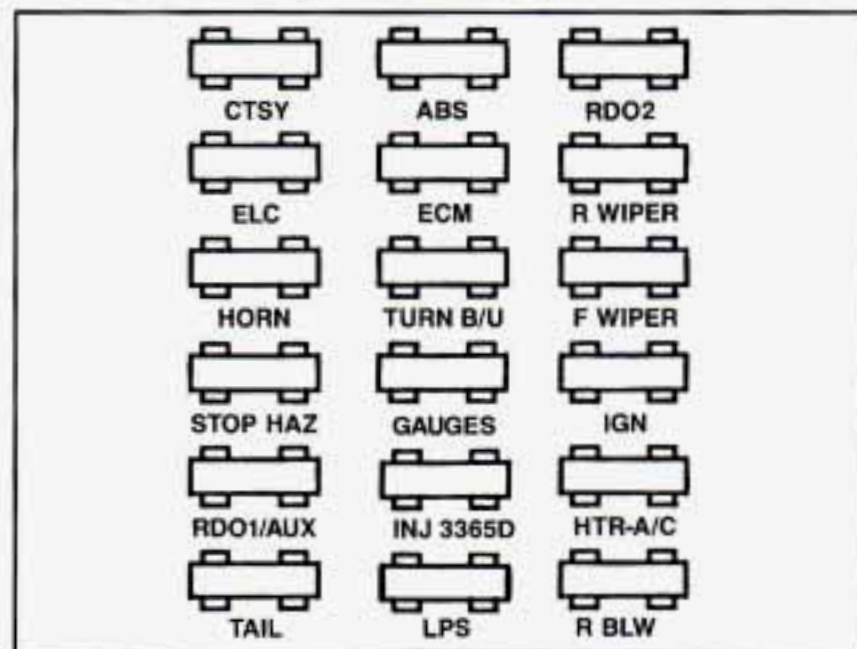 CTSY ABS RDO2
ELC ECM R WIPER
HORN TURN B/U F WIPER
STOP HAZ GAUGES IGN
RDO1/AUX INJ 3365D HTR-A/C
TAIL LPS R BLW